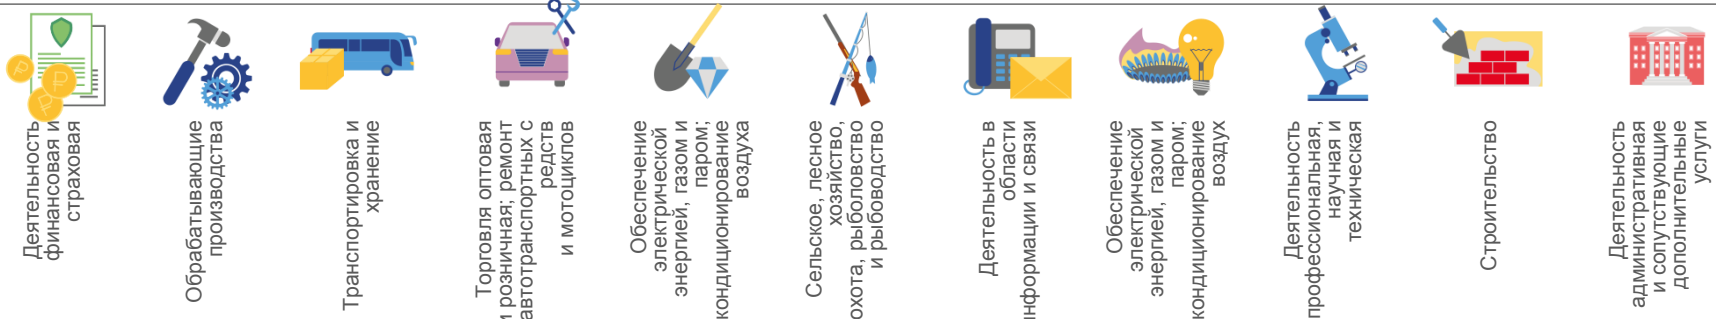 Деятельность
финансовая и
страховая
Обрабатывающие
производства
Транспортировка и
хранение
Торговля оптовая
и розничная; ремонт
автотранспортных с
редств
и мотоциклов
Обеспечение
электрической
энергией, газом и
паром;
кондиционирование
воздуха
Сельское, лесное
хозяйство,
охота, рыболовство
и рыбоводство
Деятельность в
области
информации и связи
Обеспечение
электрической
энергией, газом и
паром;
кондиционирование
воздух
Деятельность
профессиональная,
научная и
техническая
Строительство
Деятельность
административная
и сопутствующие
дополнительные
услуги